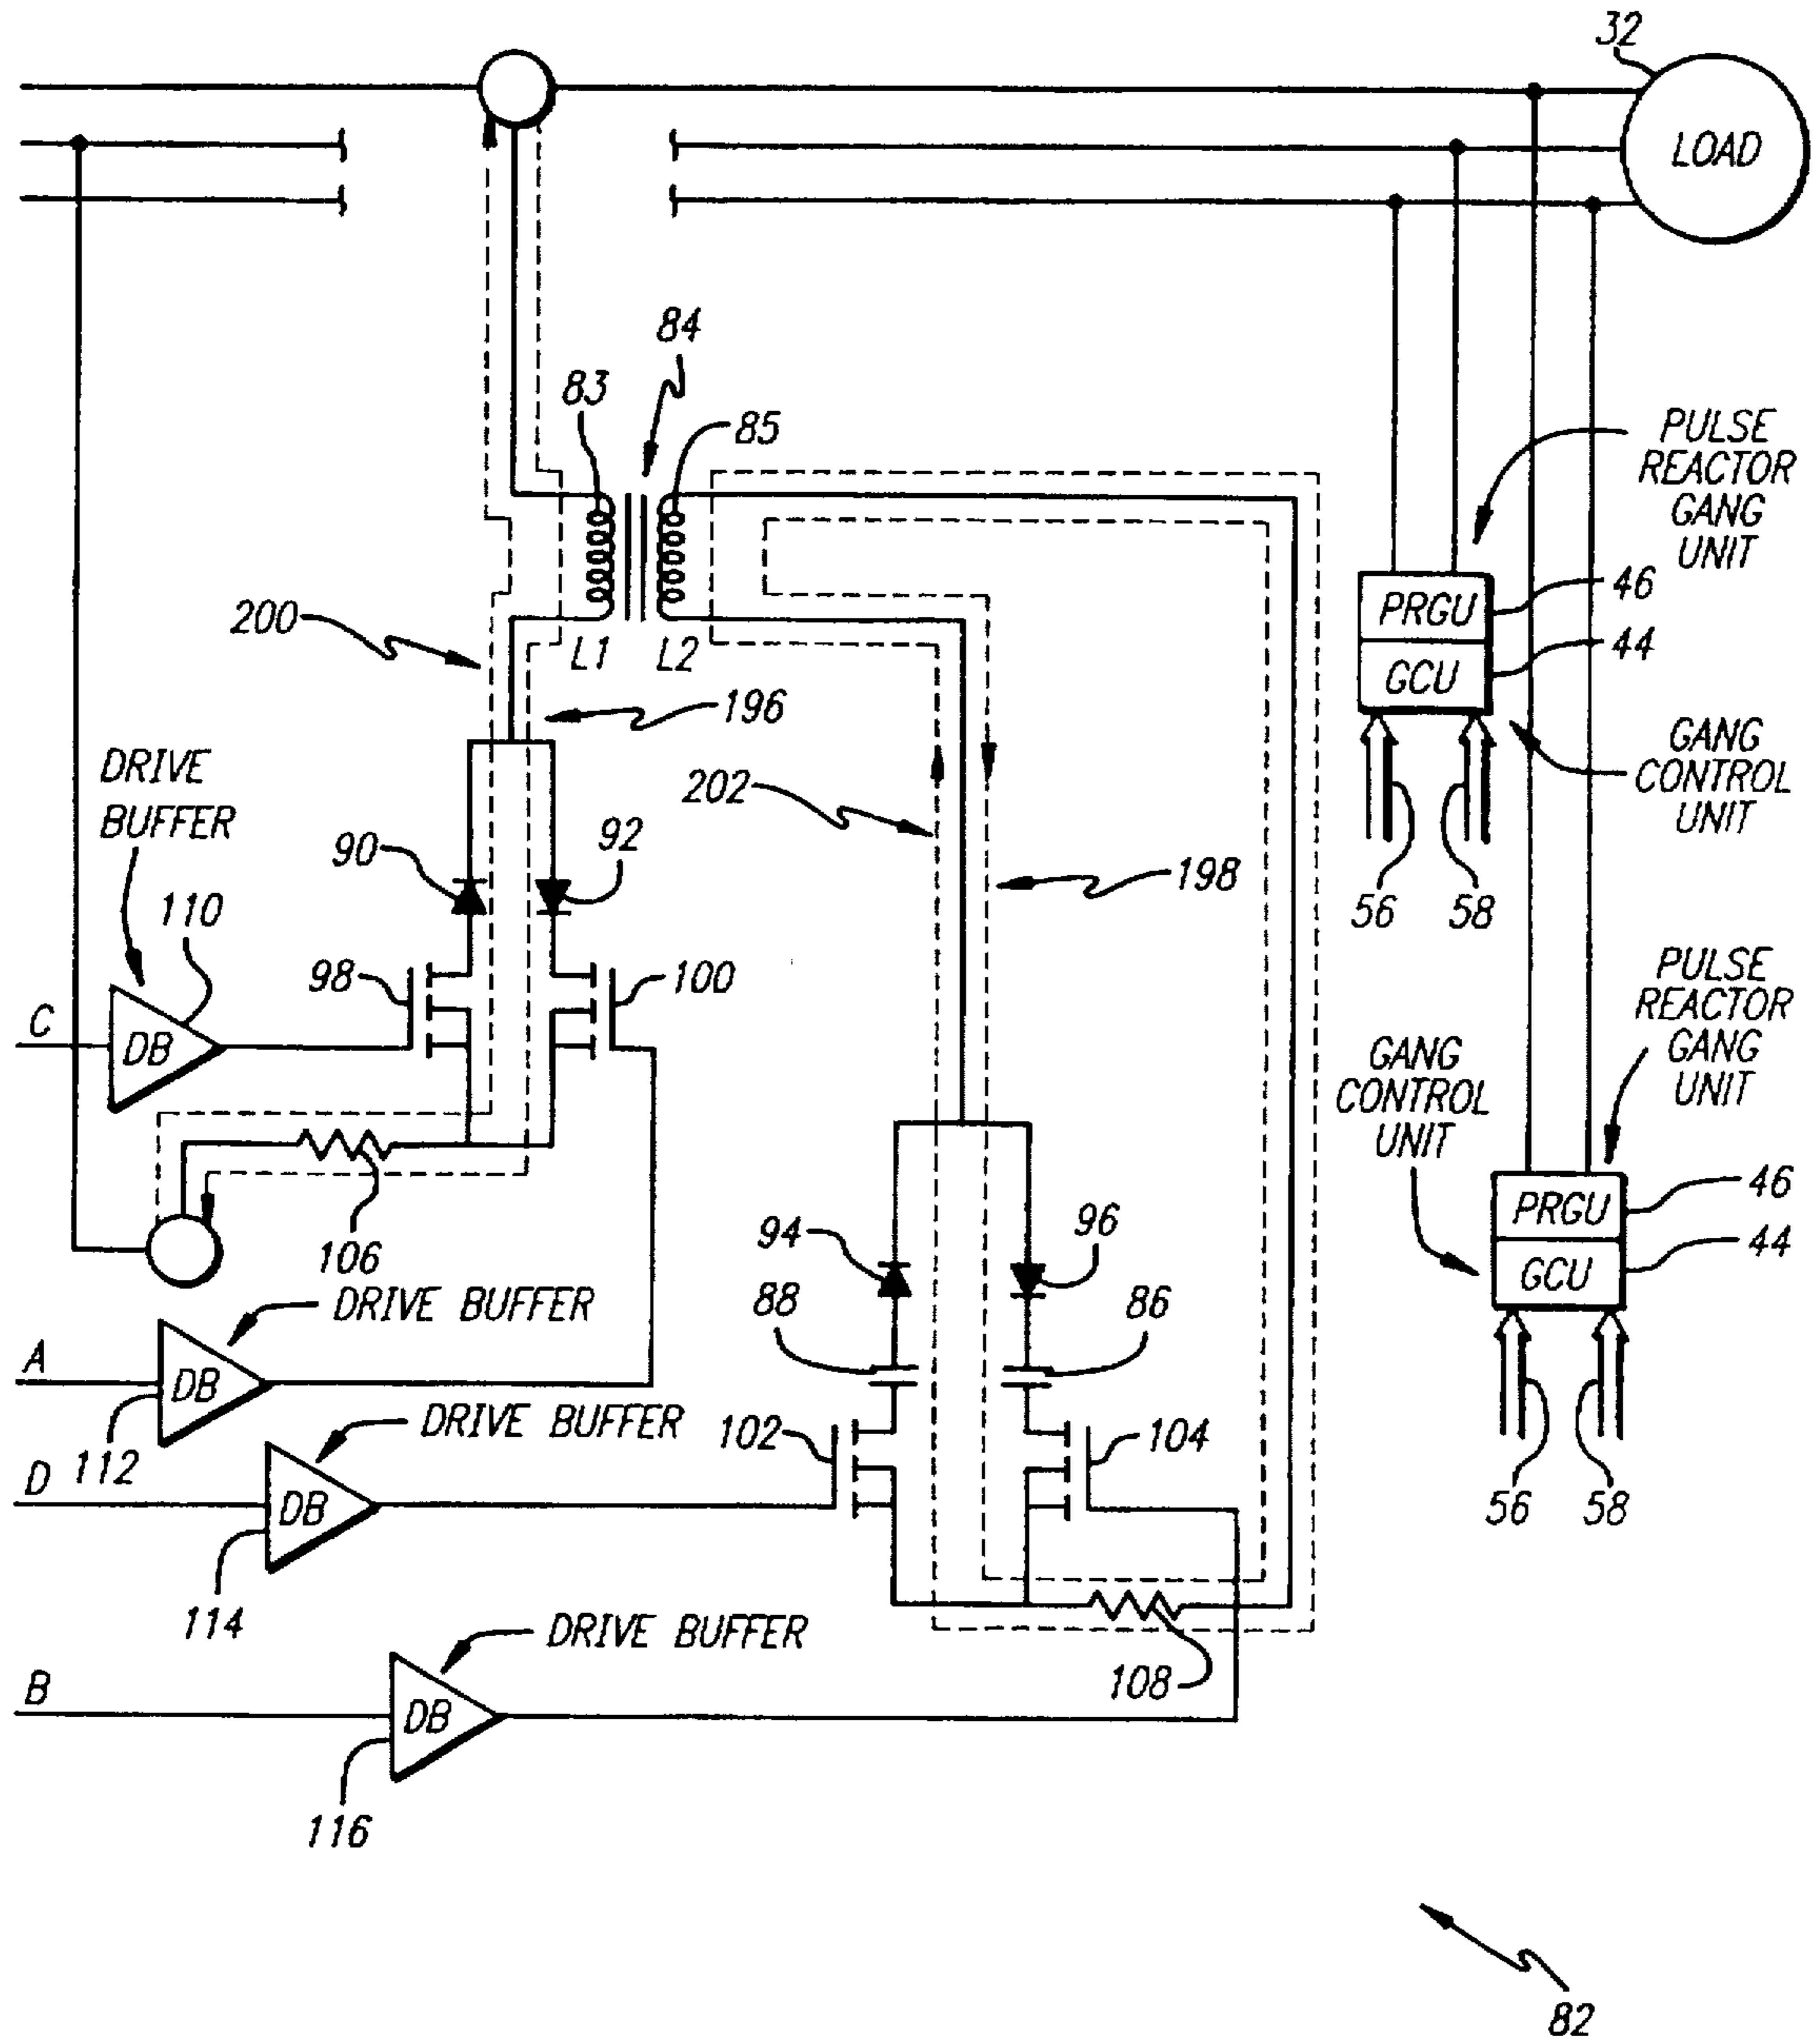 32
LOAD
84
83
85
PULSE
REACTOR
GANG
UNIT
46
PRGU
200
L1
L2
44
GCU
196
GANG
CONTROL
UNIT
DRIVE
BUFFER
202
90
92
198
56
58
110
98
100
PULSE
REACTOR
GANG
UNIT
C
DB
GANG
CONTROL
UNIT
46
PRGU
94
96
44
106
GCU
88
86
DRIVE BUFFER
A
DB
DRIVE BUFFER
102
104
112
D
DB
56
58
114
DRIVE BUFFER
108
B
DB
116
82